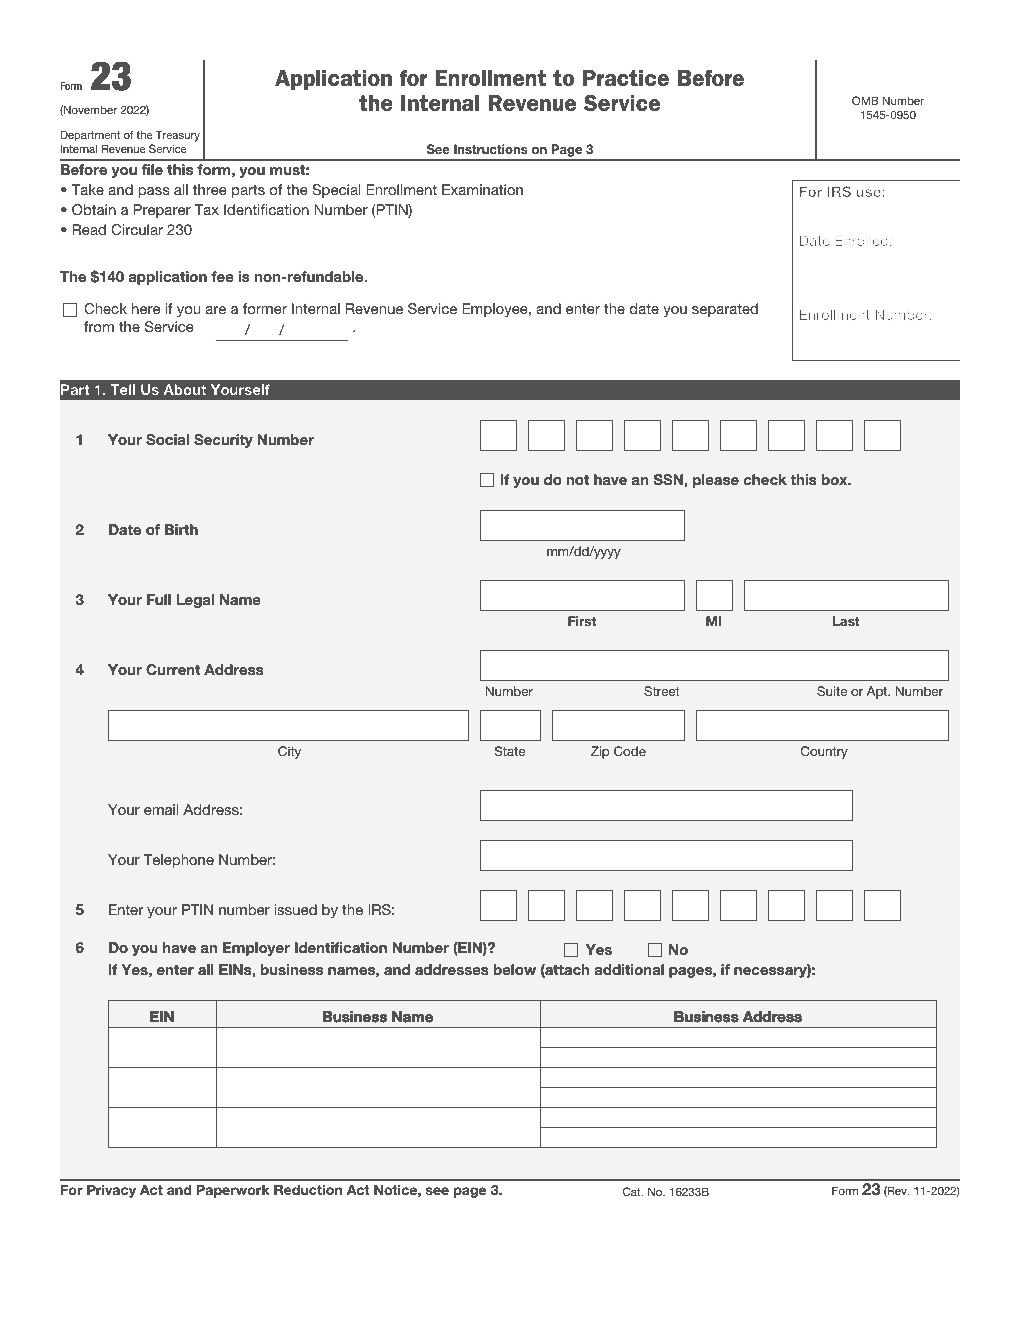 Form 23
(November 2022)
Department of the Treasury
Internal Revenue Service
Application for Enrollment to Practice Before
the Internal Revenue Service
See Instructions on Page 3
OMB Number
1545-0950
Before you file this form, you must:
• Take and pass all three parts of the Special Enrollment Examination
• Obtain a Preparer Tax Identification Number (PTIN)
• Read Circular 230
For IRS use:
Date Enrolled:
Enrollment Number:
The $140 application fee is non-refundable.
Check here if you are a former Internal Revenue Service Employee, and enter the date you separated
from the Service / / .
Part 1. Tell Us About Yourself
1 Your Social Security Number
If you do not have an SSN, please check this box.
2 Date of Birth
mm/dd/yyyy
3 Your Full Legal Name
First MI Last
4 Your Current Address
Number Street Suite or Apt. Number
City State Zip Code Country
Your email Address:
Your Telephone Number:
5 Enter your PTIN number issued by the IRS:
6 Do you have an Employer Identification Number (EIN)? Yes No
If Yes, enter all EINs, business names, and addresses below (attach additional pages, if necessary):
EIN Business Name Business Address
For Privacy Act and Paperwork Reduction Act Notice, see page 3. Cat. No. 16233B Form 23 (Rev. 11-2022)